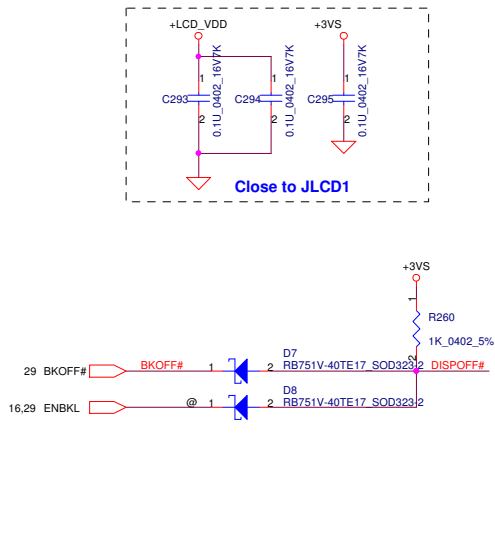 +LCD_VDD
+3VS
1
C293
2
0.1U_0402_16V7K
1
C294
2
0.1U_0402_16V7K
1
C295
2
0.1U_0402_16V7K
Close to JLCD1
+3VS
1
R260
1K_0402_5%
2
D7
29 BKOFF#
BKOFF#
1
2
RB751V-40TE17_SOD323-2
DISPOFF#
D8
16,29 ENBKL
@
1
2
RB751V-40TE17_SOD323-2